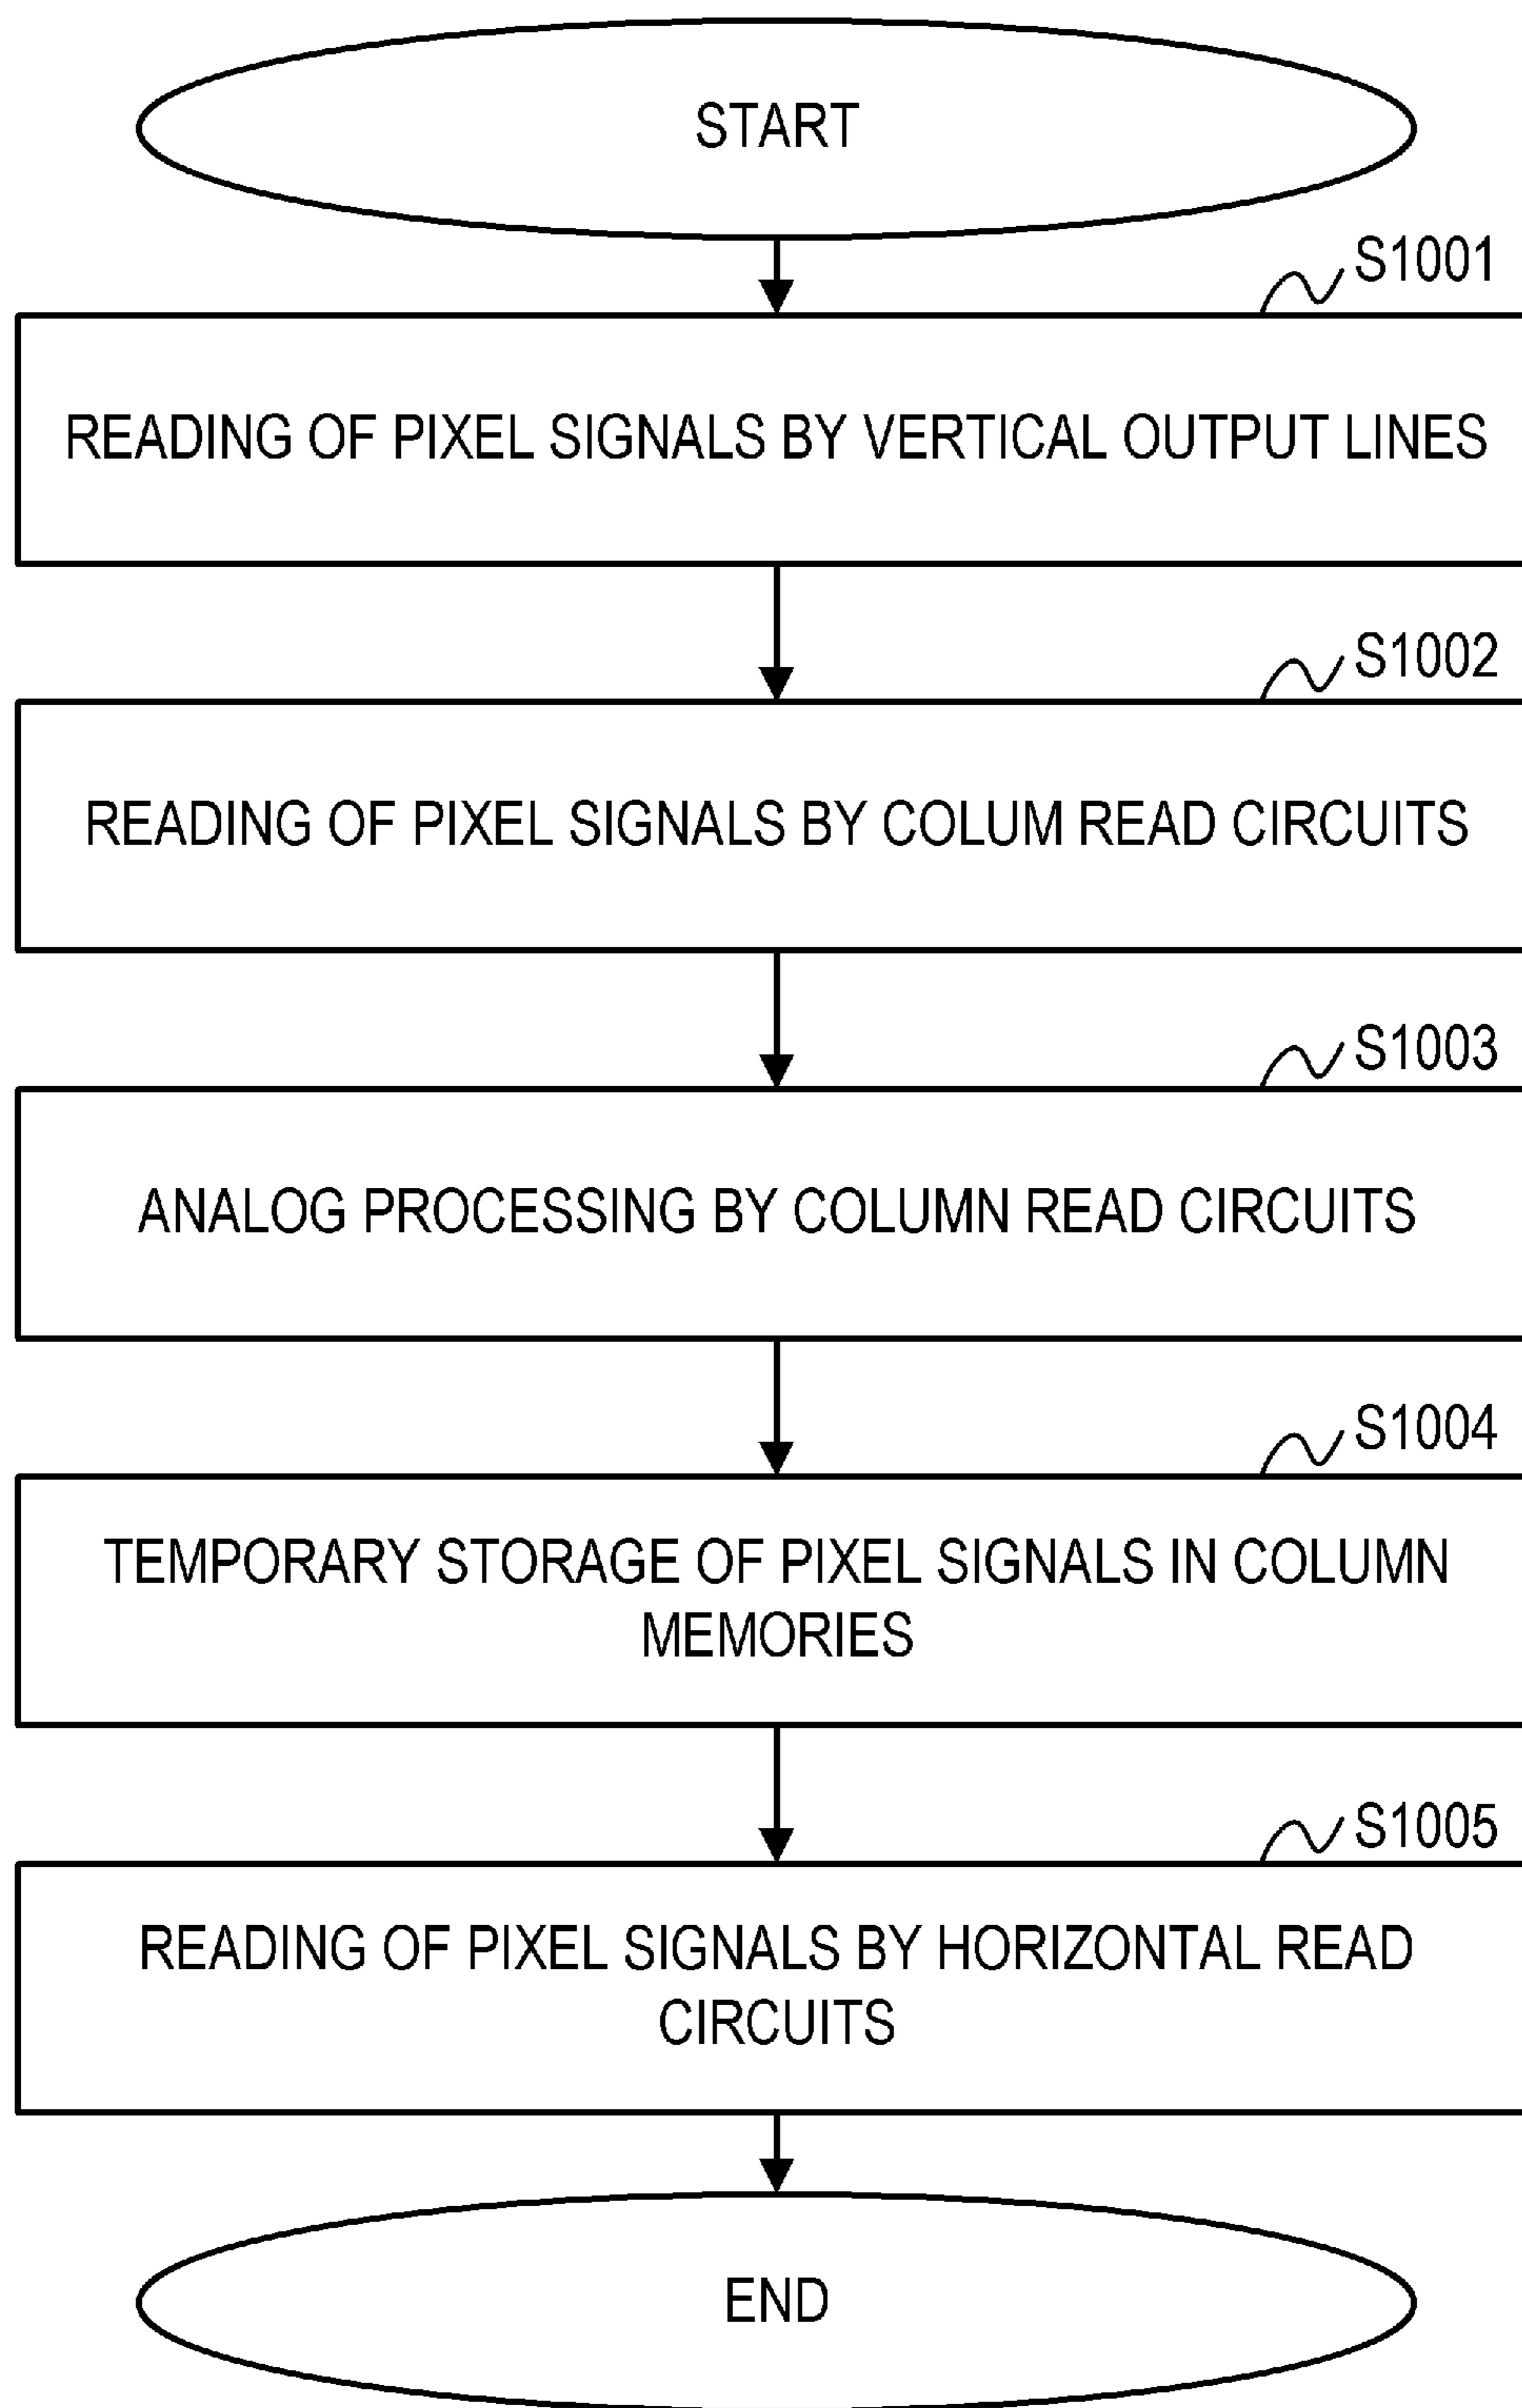 START
S1001
READING OF PIXEL SIGNALS BY VERTICAL OUTPUT LINES
S1002
READING OF PIXEL SIGNALS BY COLUM READ CIRCUITS
S1003
ANALOG PROCESSING BY COLUMN READ CIRCUITS
S1004
TEMPORARY STORAGE OF PIXEL SIGNALS IN COLUMN
MEMORIES
S1005
READING OF PIXEL SIGNALS BY HORIZONTAL READ
CIRCUITS
END